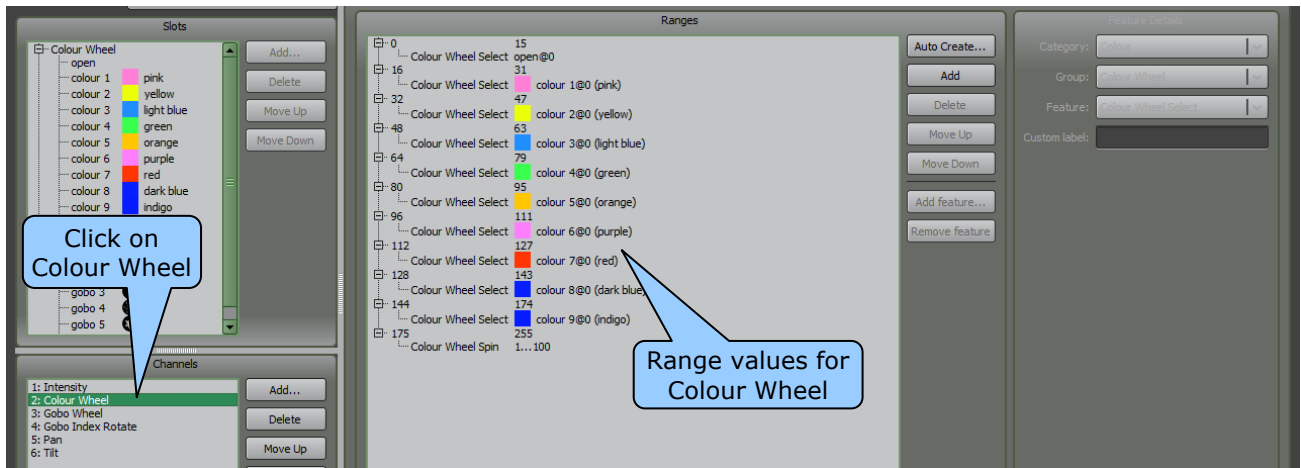 Slots
Colour Wheel
open
colour 1 pink
colour 2 yellow
colour 3 light blue
colour 4 green
colour 5 orange
colour 6 purple
colour 7 red
colour 8 dark blue
colour 9 indigo
gobo 3
gobo 4
gobo 5
Add...
Delete
Move Up
Move Down
Click on
Colour Wheel
Channels
1: Intensity
2: Colour Wheel
3: Gobo Wheel
4: Gobo Index Rotate
5: Pan
6: Tilt
Add...
Delete
Move Up
Ranges
0 15
Colour Wheel Select open@0
16 31
Colour Wheel Select colour 1@0 (pink)
32 47
Colour Wheel Select colour 2@0 (yellow)
48 63
Colour Wheel Select colour 3@0 (light blue)
64 79
Colour Wheel Select colour 4@0 (green)
80 95
Colour Wheel Select colour 5@0 (orange)
96 111
Colour Wheel Select colour 6@0 (purple)
112 127
Colour Wheel Select colour 7@0 (red)
128 143
Colour Wheel Select colour 8@0 (dark blue)
144 174
Colour Wheel Select colour 9@0 (indigo)
175 255
Colour Wheel Spin 1...100
Range values for
Colour Wheel
Auto Create...
Add
Delete
Move Up
Move Down
Add feature...
Remove feature
Feature Details
Category: Colour
Group: Colour Wheel
Feature: Colour Wheel Select
Custom label: